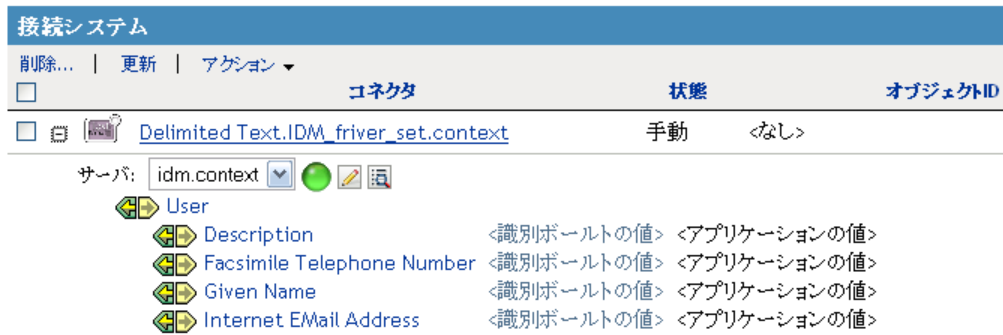 接続システム
削除... | 更新 | アクション
コネクタ 状態 オブジェクトID
Delimited Text.IDM_friver_set.context 手動 <なし>
サーバ: idm.context
User
Description <識別ボールトの値> <アプリケーションの値>
Facsimile Telephone Number <識別ボールトの値> <アプリケーションの値>
Given Name <識別ボールトの値> <アプリケーションの値>
Internet EMail Address <識別ボールトの値> <アプリケーションの値>